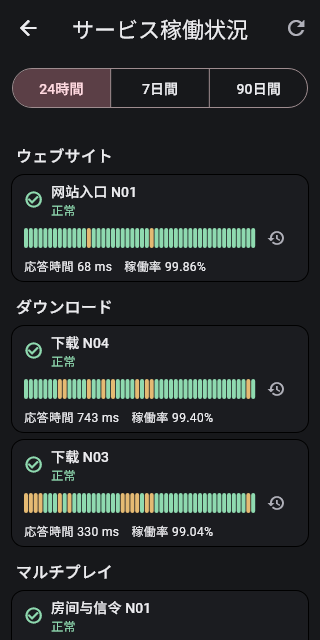 サービス稼働状況
24時間 7日間 90日間
ウェブサイト
网站入口 N01
正常
応答時間 68 ms 稼働率 99.86%
ダウンロード
下载 N04
正常
応答時間 743 ms 稼働率 99.40%
下载 N03
正常
応答時間 330 ms 稼働率 99.04%
マルチプレイ
房间与信令 N01
正常